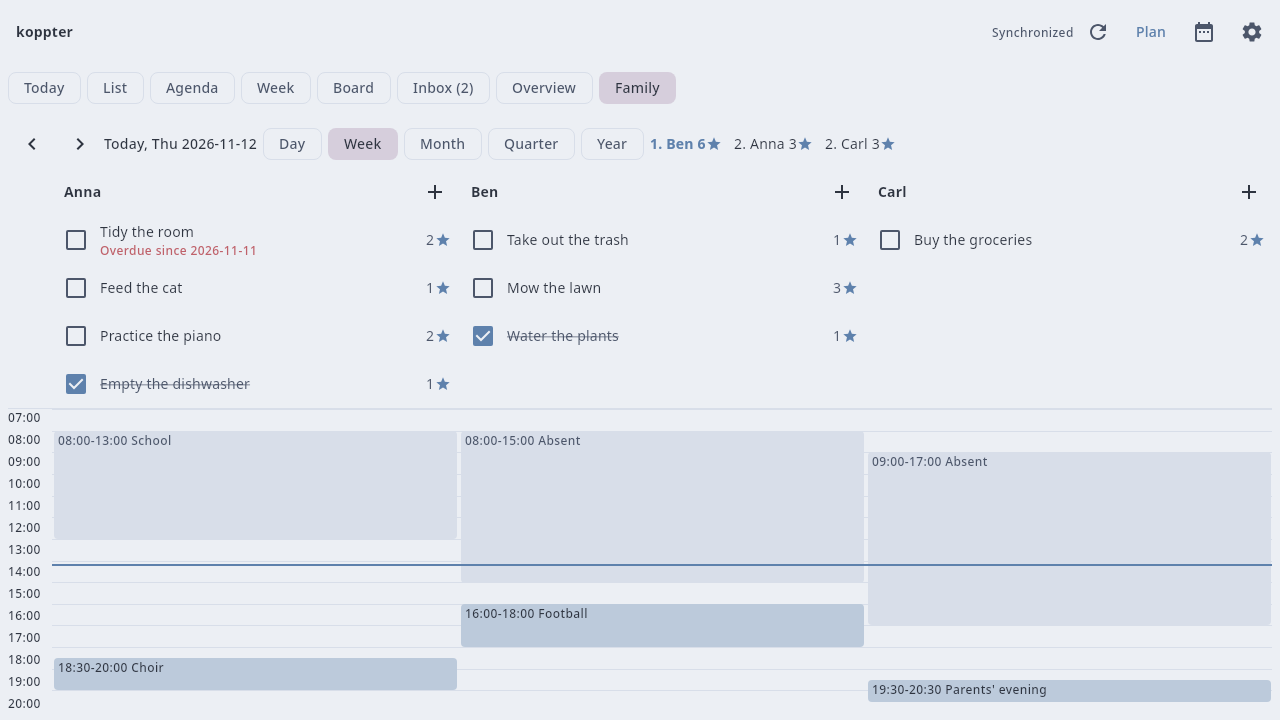 koppter
Synchronized
Plan
Today
List
Agenda
Week
Board
Inbox (2)
Overview
Family
Today, Thu 2026-11-12
Day
Week
Month
Quarter
Year
1. Ben 6★
2. Anna 3★
2. Carl 3★
Anna
Tidy the room
Overdue since 2026-11-11
2★
Feed the cat
1★
Practice the piano
2★
Empty the dishwasher
1★
Ben
Take out the trash
1★
Mow the lawn
3★
Water the plants
1★
Carl
Buy the groceries
2★
07:00
08:00
09:00
10:00
11:00
12:00
13:00
14:00
15:00
16:00
17:00
18:00
19:00
20:00
08:00-13:00 School
18:30-20:00 Choir
08:00-15:00 Absent
16:00-18:00 Football
09:00-17:00 Absent
19:30-20:30 Parents' evening